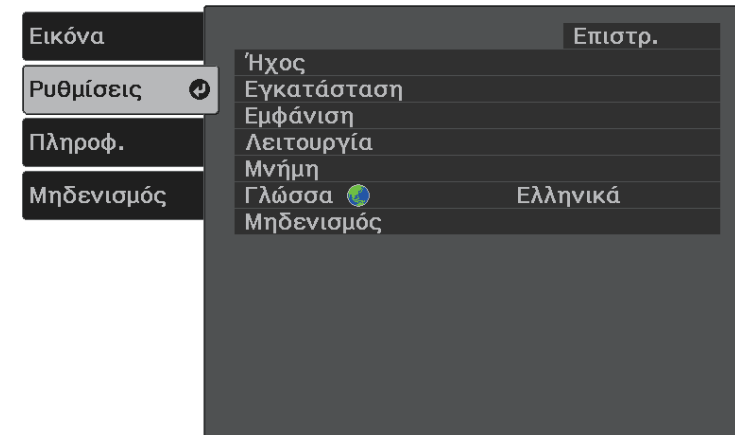 Εικόνα
Ρυθμίσεις
Πληροφ.
Μηδενισμός
Επιστρ.
Ήχος
Εγκατάσταση
Εμφάνιση
Λειτουργία
Μνήμη
Γλώσσα Ελληνικά
Μηδενισμός